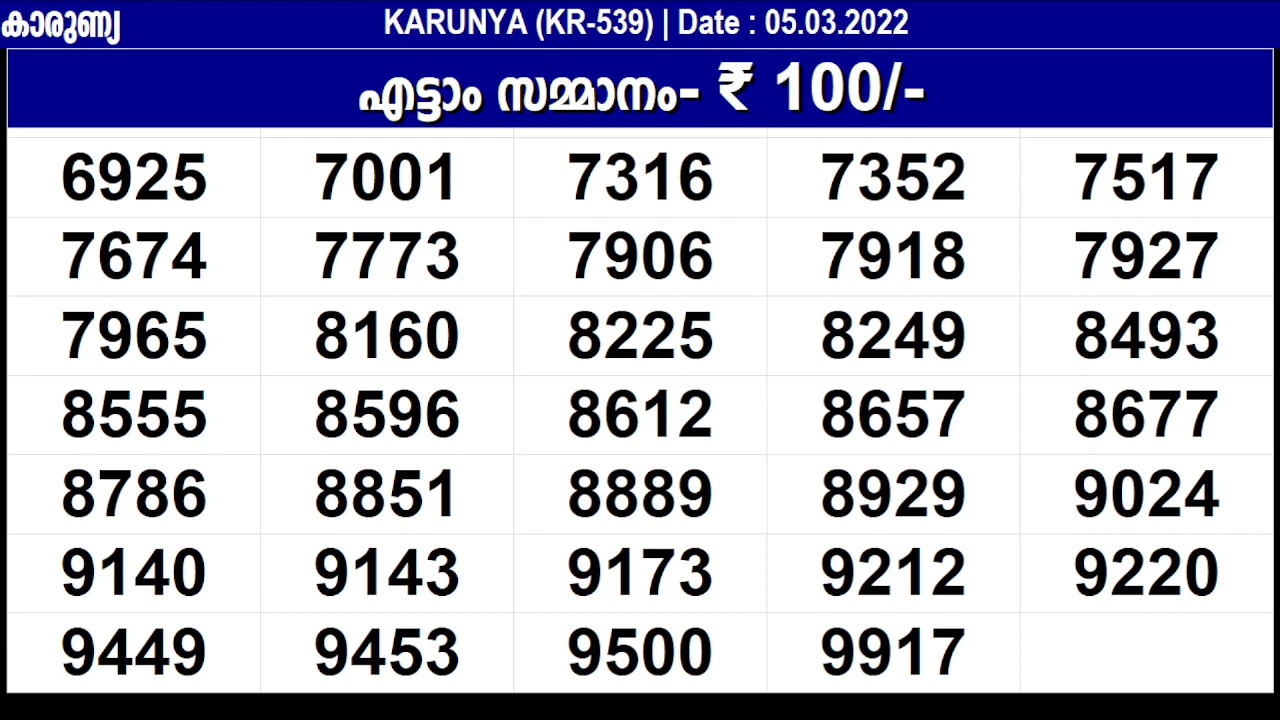 കാരുണ്യ KARUNYA (KR-539) | Date : 05.03.2022
എട്ടാം സമ്മാനം- ₹ 100/-
6925 7001 7316 7352 7517
7674 7773 7906 7918 7927
7965 8160 8225 8249 8493
8555 8596 8612 8657 8677
8786 8851 8889 8929 9024
9140 9143 9173 9212 9220
9449 9453 9500 9917